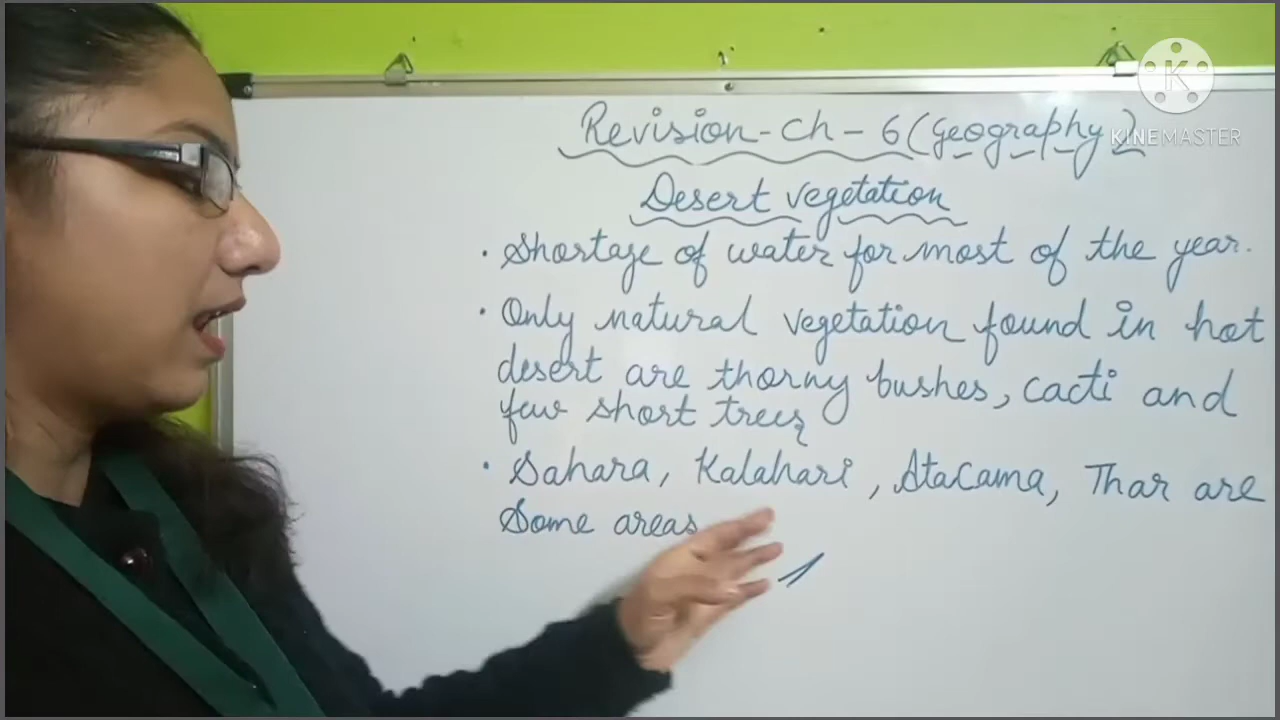 Revision - Ch - 6 (Geography)
KINEMASTER
Desert vegetation
• Shortage of water for most of the year.
• Only natural vegetation found in hot
desert are thorny bushes, cacti and
few short trees
• Sahara, Kalahari, Atacama, Thar are
Some areas